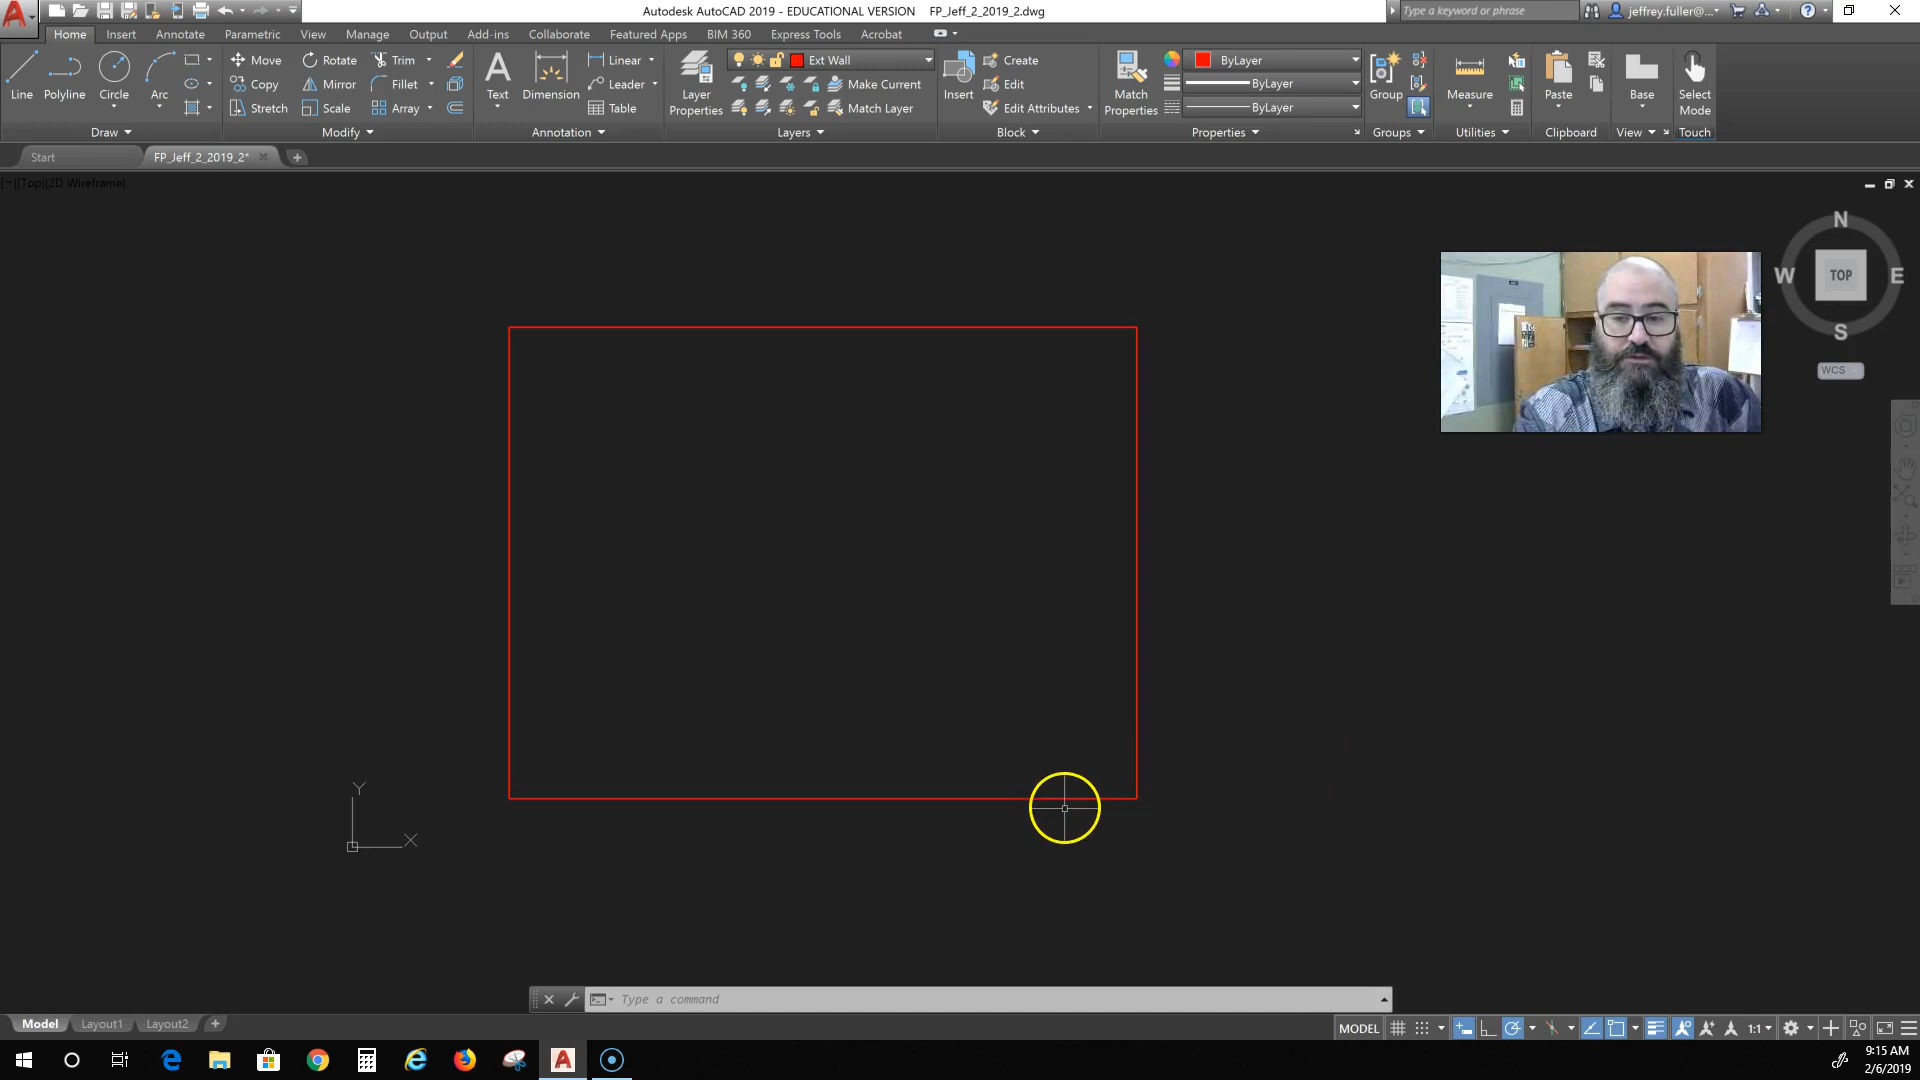 Autodesk AutoCAD 2019 - EDUCATIONAL VERSION FP_Jeff_2_2019_2.dwg
Type a keyword or phrase
jeffrey.fuller@...
Home Insert Annotate Parametric View Manage Output Add-ins Collaborate Featured Apps BIM 360 Express Tools Acrobat
Line Polyline Circle Arc
Draw
Move Rotate Trim
Copy Mirror Fillet
Stretch Scale Array
Modify
Text Dimension
Linear
Leader
Table
Annotation
Layer Properties
Ext Wall
Make Current
Match Layer
Layers
Insert
Create
Edit
Edit Attributes
Block
Match Properties
ByLayer
ByLayer
ByLayer
Properties
Group
Groups
Measure
Utilities
Paste
Clipboard
Base
View
Select Mode
Touch
Start
FP_Jeff_2_2019_2*
[−][Top][2D Wireframe]
N
W TOP E
S
WCS
Y
X
Type a command
Model Layout1 Layout2
MODEL
1:1
9:15 AM
2/6/2019